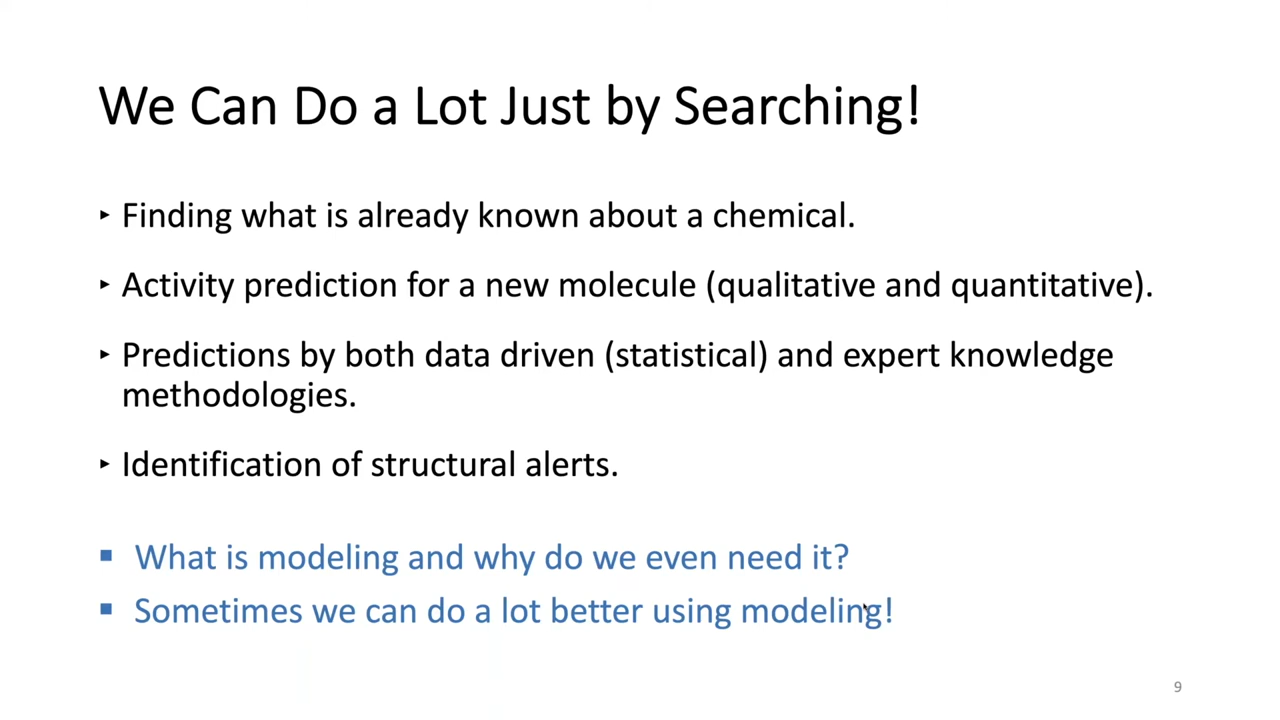 We Can Do a Lot Just by Searching!
‣ Finding what is already known about a chemical.
‣ Activity prediction for a new molecule (qualitative and quantitative).
‣ Predictions by both data driven (statistical) and expert knowledge
methodologies.
‣ Identification of structural alerts.
▪ What is modeling and why do we even need it?
▪ Sometimes we can do a lot better using modeling!
9